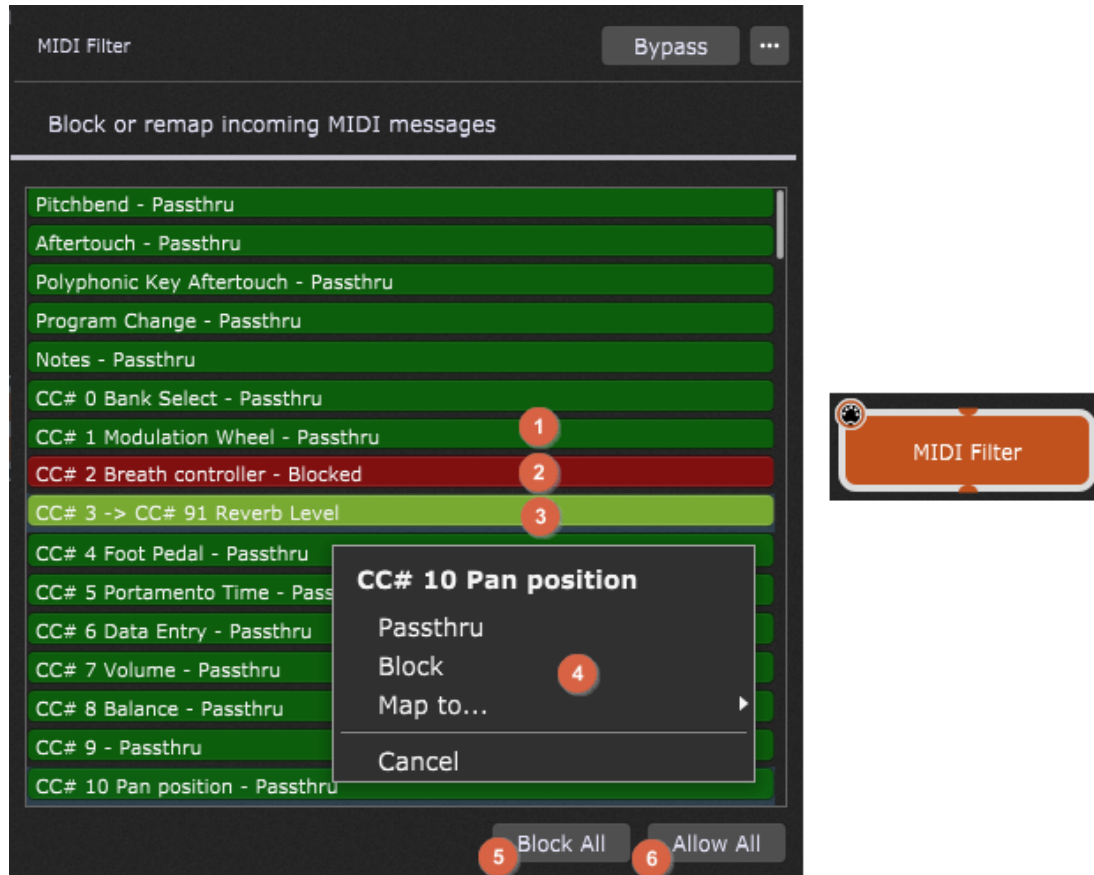 MIDI Filter
Bypass
···
Block or remap incoming MIDI messages
Pitchbend - Passthru
Aftertouch - Passthru
Polyphonic Key Aftertouch - Passthru
Program Change - Passthru
Notes - Passthru
CC# 0 Bank Select - Passthru
CC# 1 Modulation Wheel - Passthru
1
CC# 2 Breath controller - Blocked
2
CC# 3 -> CC# 91 Reverb Level
3
CC# 4 Foot Pedal - Passthru
CC# 5 Portamento Time - Pass
CC# 6 Data Entry - Passthru
CC# 7 Volume - Passthru
CC# 8 Balance - Passthru
CC# 9 - Passthru
CC# 10 Pan position - Passthru
CC# 10 Pan position
Passthru
Block
4
Map to...
Cancel
5
Block All
6
Allow All
MIDI Filter